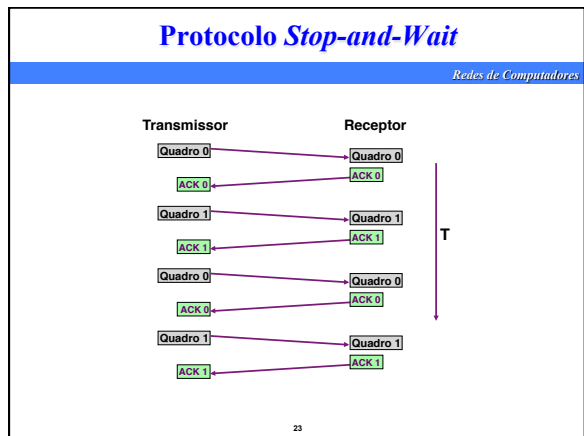 Protocolo Stop-and-Wait
Redes de Computadores
Transmissor Receptor
Quadro 0 Quadro 0
ACK 0 ACK 0
Quadro 1 Quadro 1
ACK 1 ACK 1
T
Quadro 0 Quadro 0
ACK 0 ACK 0
Quadro 1 Quadro 1
ACK 1 ACK 1
23